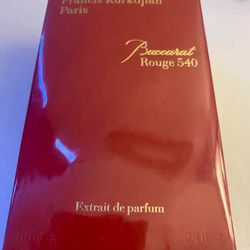 Francis Kurkdjian
Paris
Baccarat
Rouge 540
Extrait de parfum